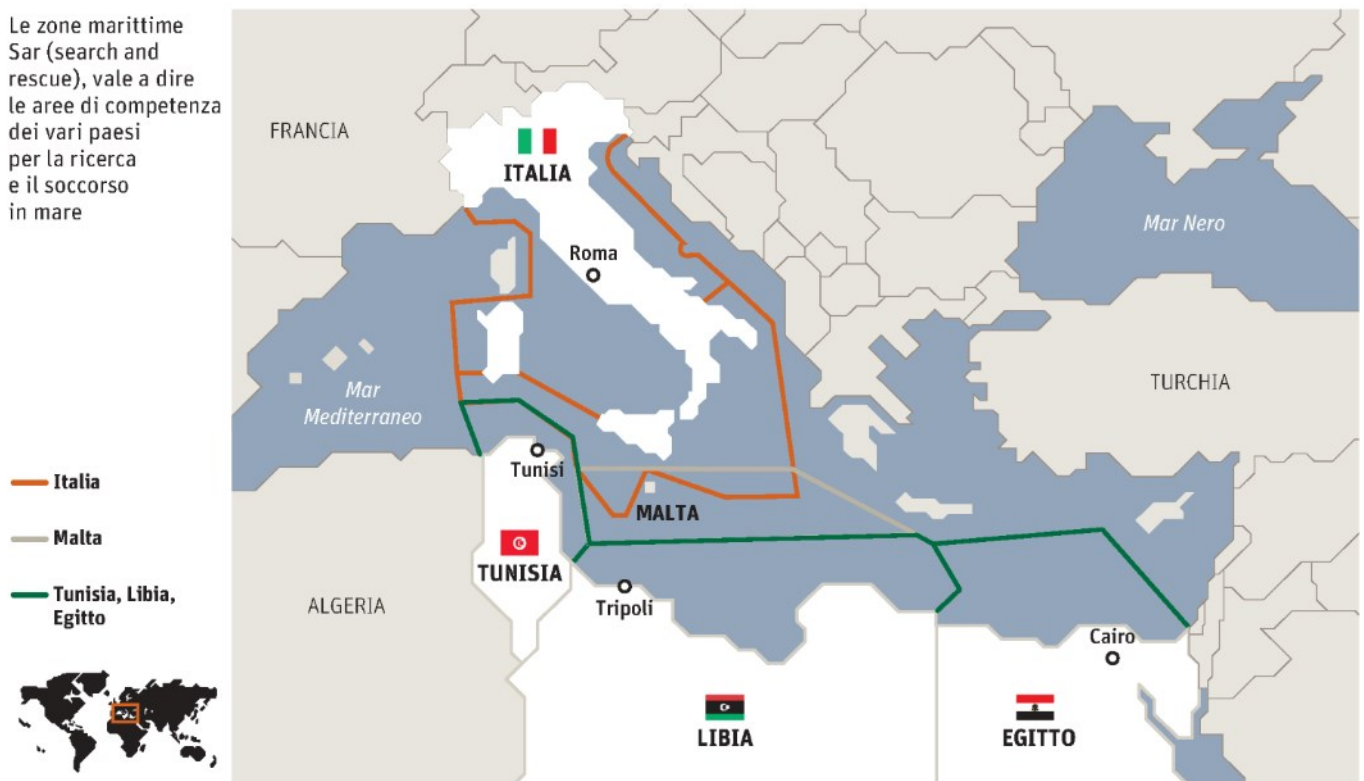 Le zone marittime
Sar (search and
rescue), vale a dire
le aree di competenza
dei vari paesi
per la ricerca
e il soccorso
in mare
FRANCIA
ITALIA
Roma
Mar Nero
Mar
Mediterraneo
TURCHIA
Tunisi
Italia
MALTA
Malta
TUNISIA
Tunisia, Libia,
Egitto
ALGERIA
Tripoli
Cairo
LIBIA
EGITTO